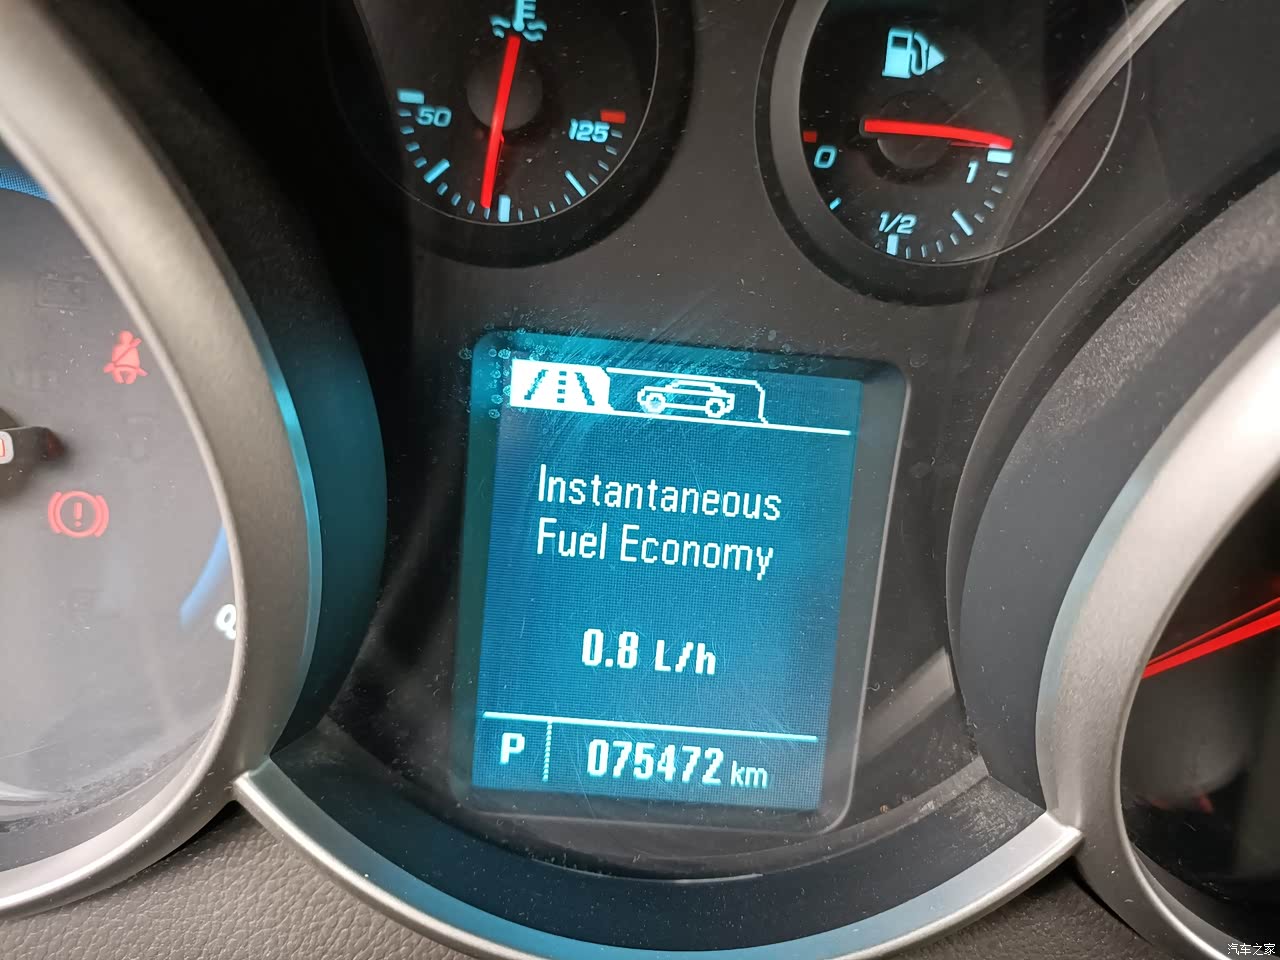 50
125
0
1/2
1
Instantaneous
Fuel Economy
0.8 L/h
P 075472 km
汽车之家